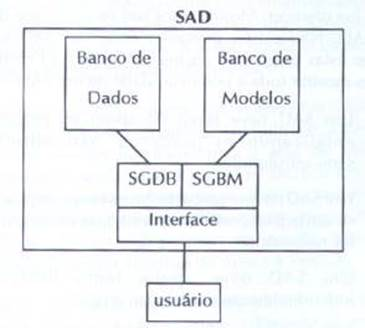 SAD
Banco de
Dados
Banco de
Modelos
SGDB
SGBM
Interface
usuário